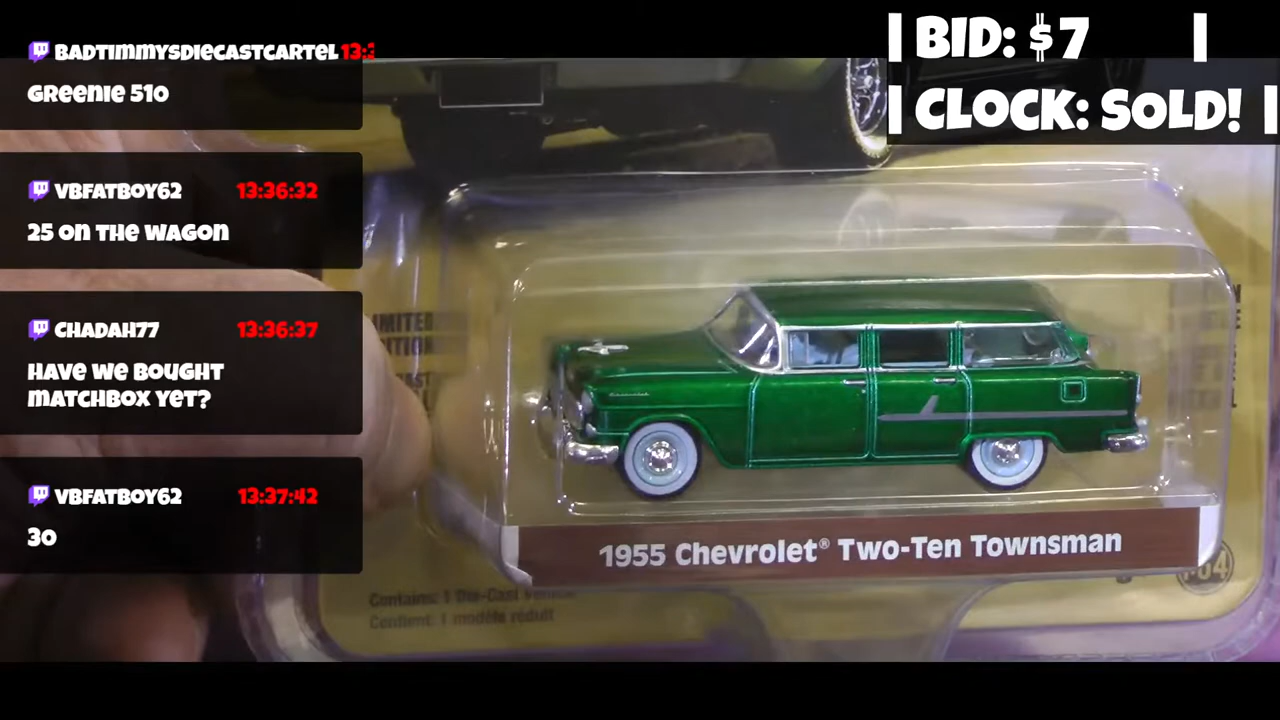 BADTIMMYSDIECASTCARTEL
GREENIE 510
VBFATBOY62 13:36:32
25 ON THE WAGON
CHADAH77 13:36:37
HAVE WE BOUGHT
MATCHBOX YET?
VBFATBOY62 13:37:42
30
| BID: $7 |
| CLOCK: SOLD! |
LIMITED
EDITION
1955 Chevrolet® Two-Ten Townsman
Contains: 1 Die-Cast
Contient: 1 modèle réduit